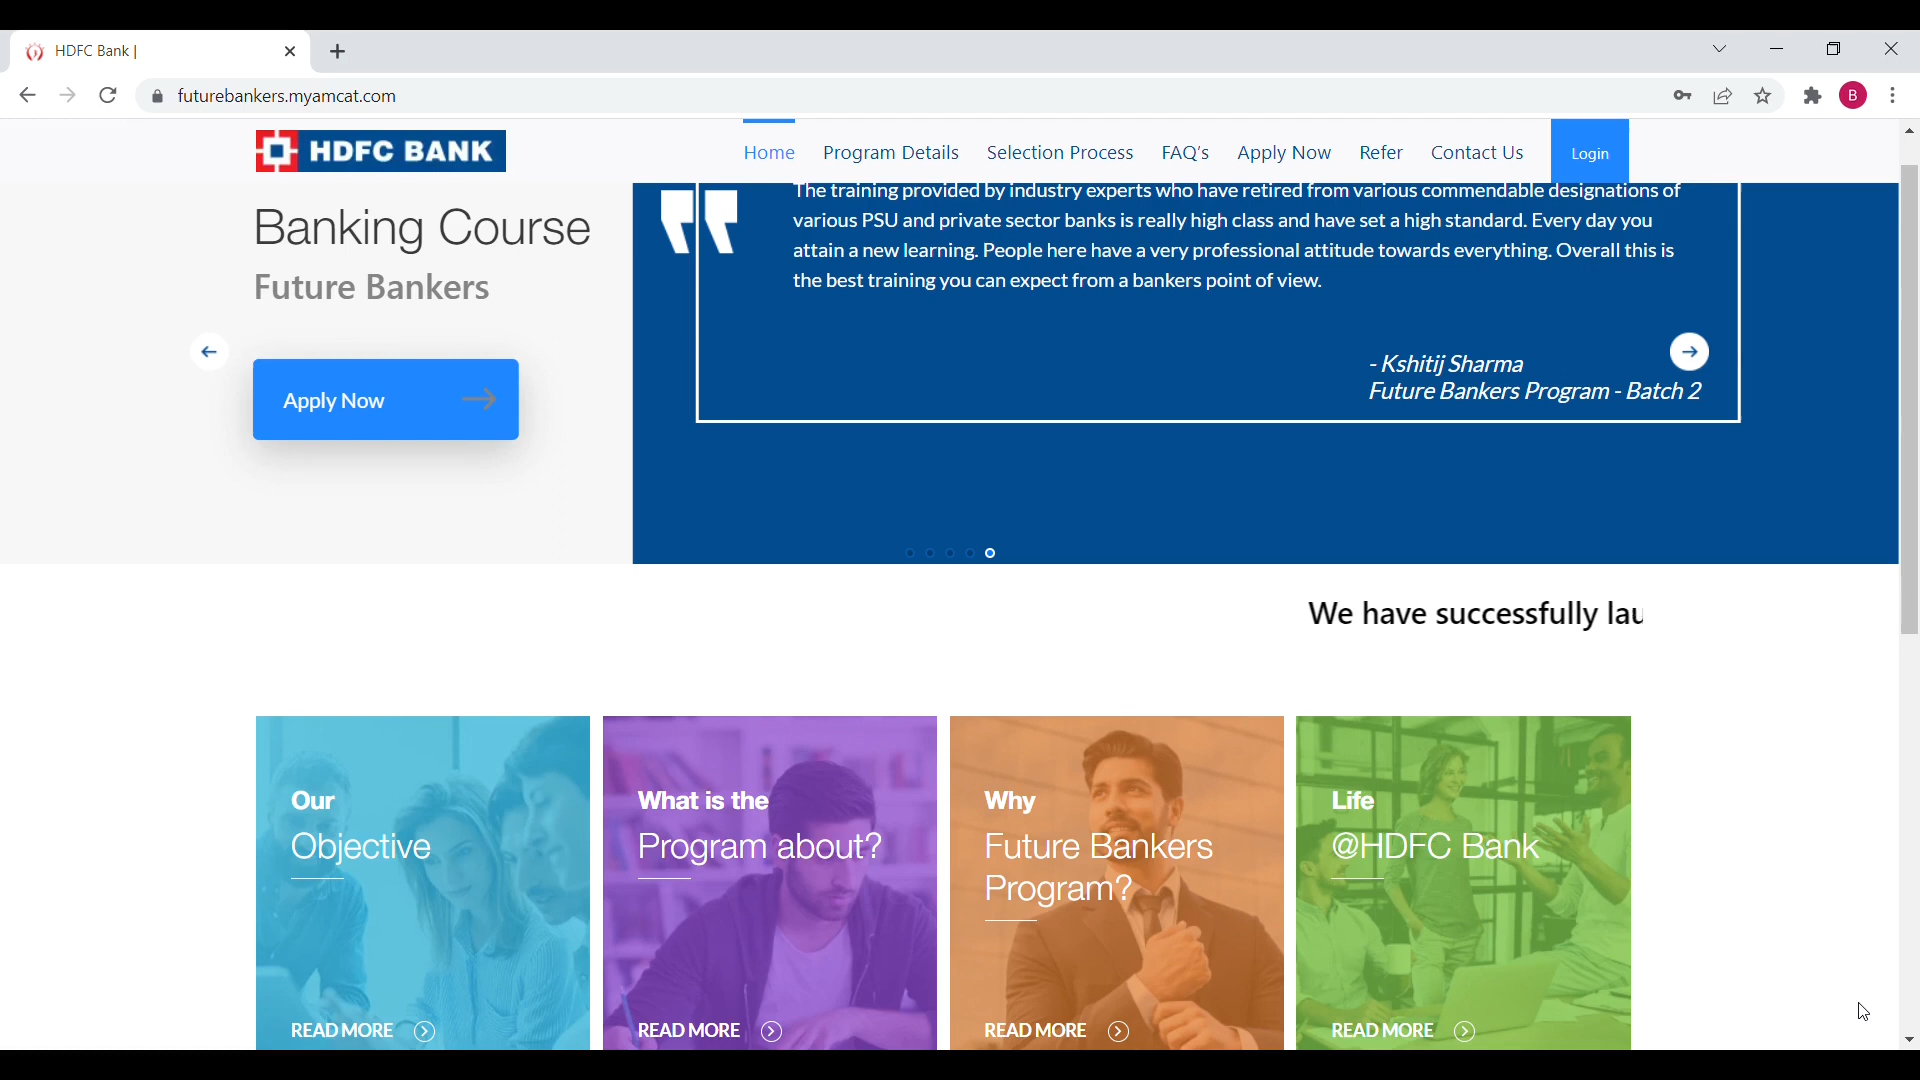 HDFC Bank |
futurebankers.myamcat.com
B
HDFC BANK
Home Program Details Selection Process FAQ's Apply Now Refer Contact Us Login
Banking Course
Future Bankers
Apply Now
The training provided by industry experts who have retired from various commendable designations of
various PSU and private sector banks is really high class and have set a high standard. Every day you
attain a new learning. People here have a very professional attitude towards everything. Overall this is
the best training you can expect from a bankers point of view.
- Kshitij Sharma
Future Bankers Program - Batch 2
We have successfully lau
Our
Objective
READ MORE
What is the
Program about?
READ MORE
Why
Future Bankers
Program?
READ MORE
Life
@HDFC Bank
READ MORE